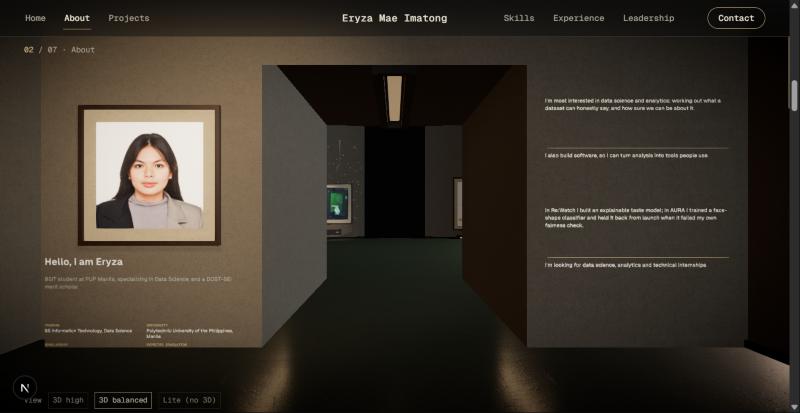 Home
About
Projects
Eryza Mae Imatong
Skills
Experience
Leadership
Contact
02 / 07 · About
Hello, I am Eryza
BSIT student at PUP Manila, specializing in Data Science and a DOST-SEI
merit scholar.
BS Information Technology, Data Science
UNIVERSITY
Polytechnic University of the Philippines,
Manila
I'm most interested in data science and analytics: working out what a
dataset can honestly say, and how sure we can be about it.
I also build software, so I can turn analysis into tools people use.
In Re:Watch I built an explainable taste model; in AURA I trained a face-
shape classifier and held it back from launch when it failed my own
fairness check.
I'm looking for data science, analytics and technical internships.
N
View
3D high
3D balanced
Lite (no 3D)